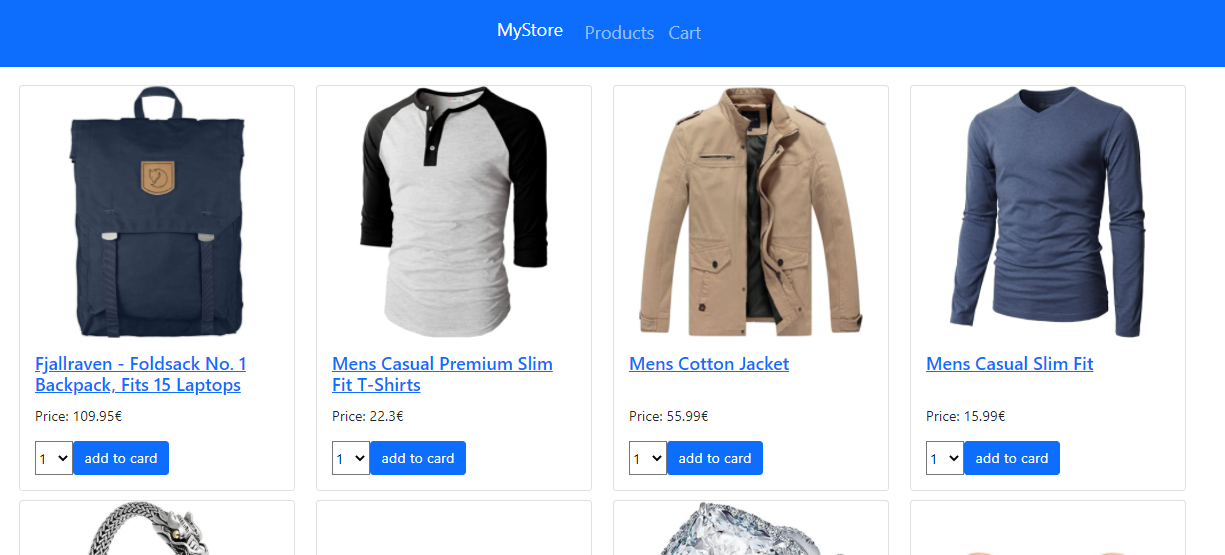 MyStore Products Cart
Fjallraven - Foldsack No. 1
Backpack, Fits 15 Laptops
Price: 109.95€
1 add to card
Mens Casual Premium Slim
Fit T-Shirts
Price: 22.3€
1 add to card
Mens Cotton Jacket
Price: 55.99€
1 add to card
Mens Casual Slim Fit
Price: 15.99€
1 add to card